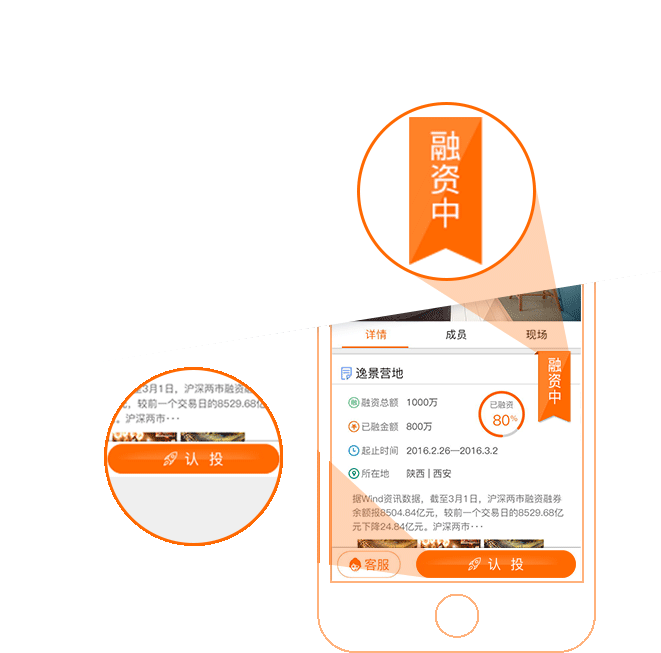 融
资
中
详情 成员 现场
融
资
中
逸景营地
融 融资总额 1000万
已融金额 800万
已融资
80%
起止时间 2016.2.26—2016.3.2
所在地 陕西 | 西安
据Wind资讯数据，截至3月1日，沪深两市融资融券
余额报8504.84亿元，较前一个交易日的8529.68亿
元下降24.84亿元。沪深两市···
客服
认 投
至3月1日，沪深两市融资融
较前一个交易日的8529.68亿
。沪深两市···
认 投